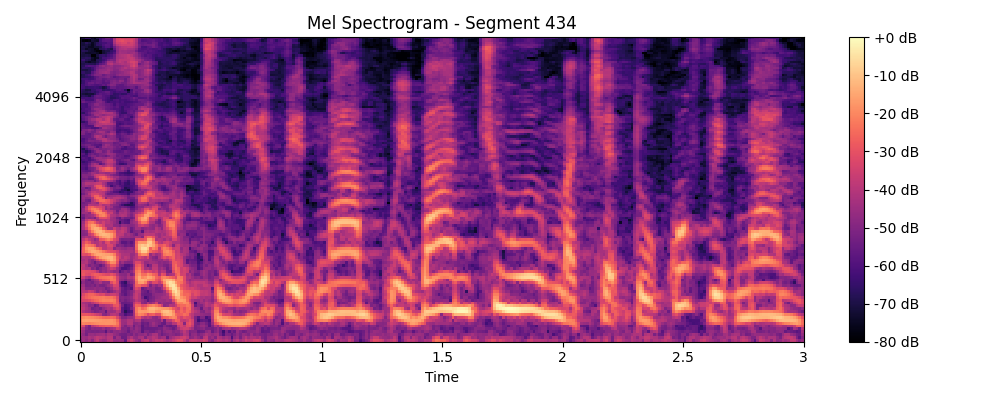 Mel Spectrogram - Segment 434
Frequency
4096
2048
1024
512
0
0
0.5
1
1.5
2
2.5
3
Time
+0 dB
-10 dB
-20 dB
-30 dB
-40 dB
-50 dB
-60 dB
-70 dB
-80 dB